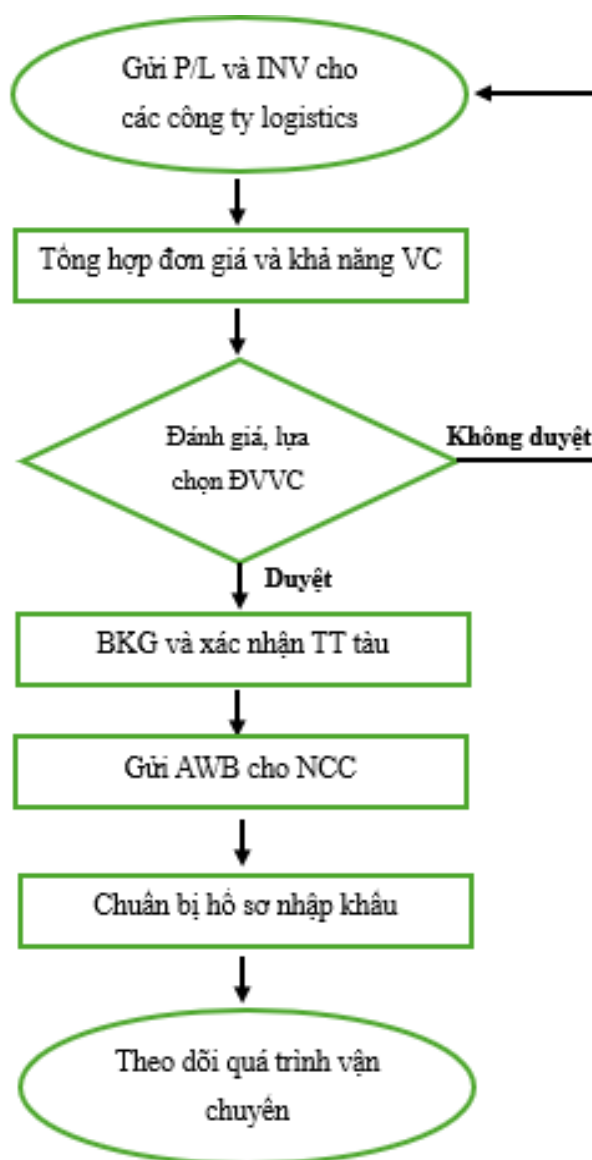 Gửi P/L và INV cho
các công ty logistics
Tổng hợp đơn giá và khả năng VC
Đánh giá, lựa
chọn ĐVVC
Không duyệt
Duyệt
BKG và xác nhận TT tàu
Gửi AWB cho NCC
Chuẩn bị hồ sơ nhập khẩu
Theo dõi quá trình vận
chuyển